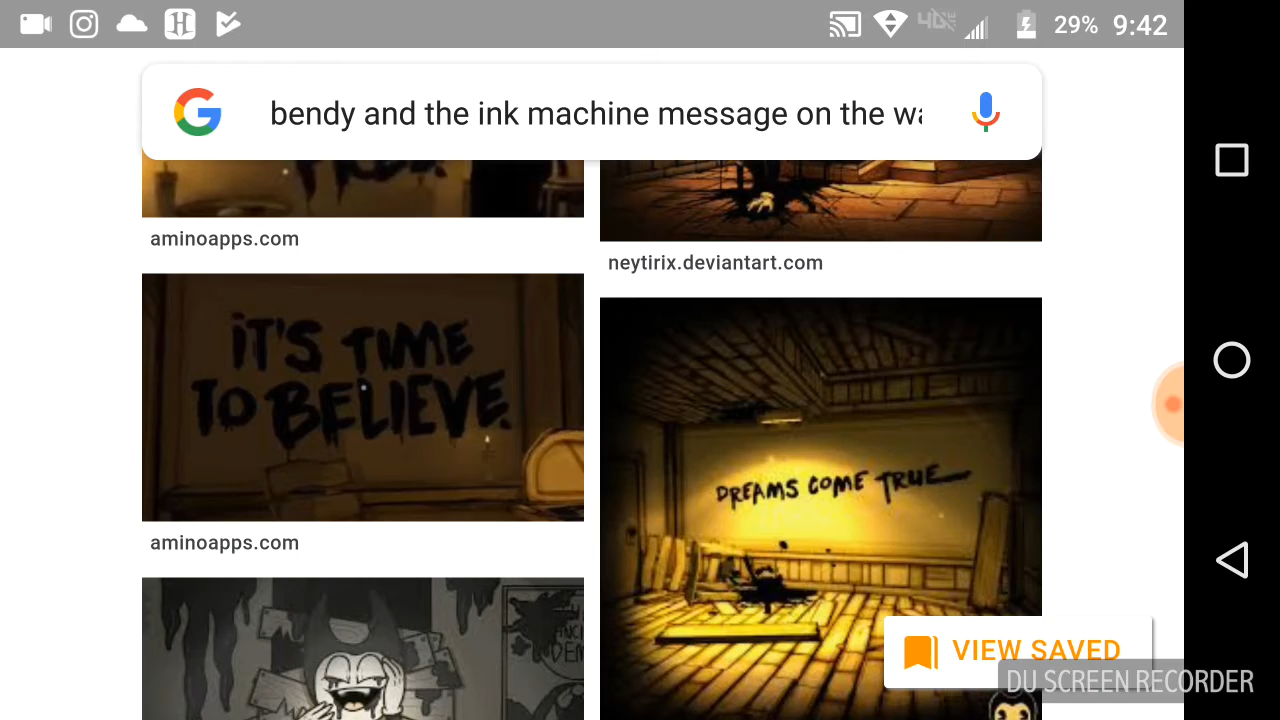 29% 9:42
bendy and the ink machine message on the wa
aminoapps.com
neytirix.deviantart.com
iT'S TIME
TO BELIEVE.
DREAMS COME TRUE
aminoapps.com
VIEW SAVED
DU SCREEN RECORDER